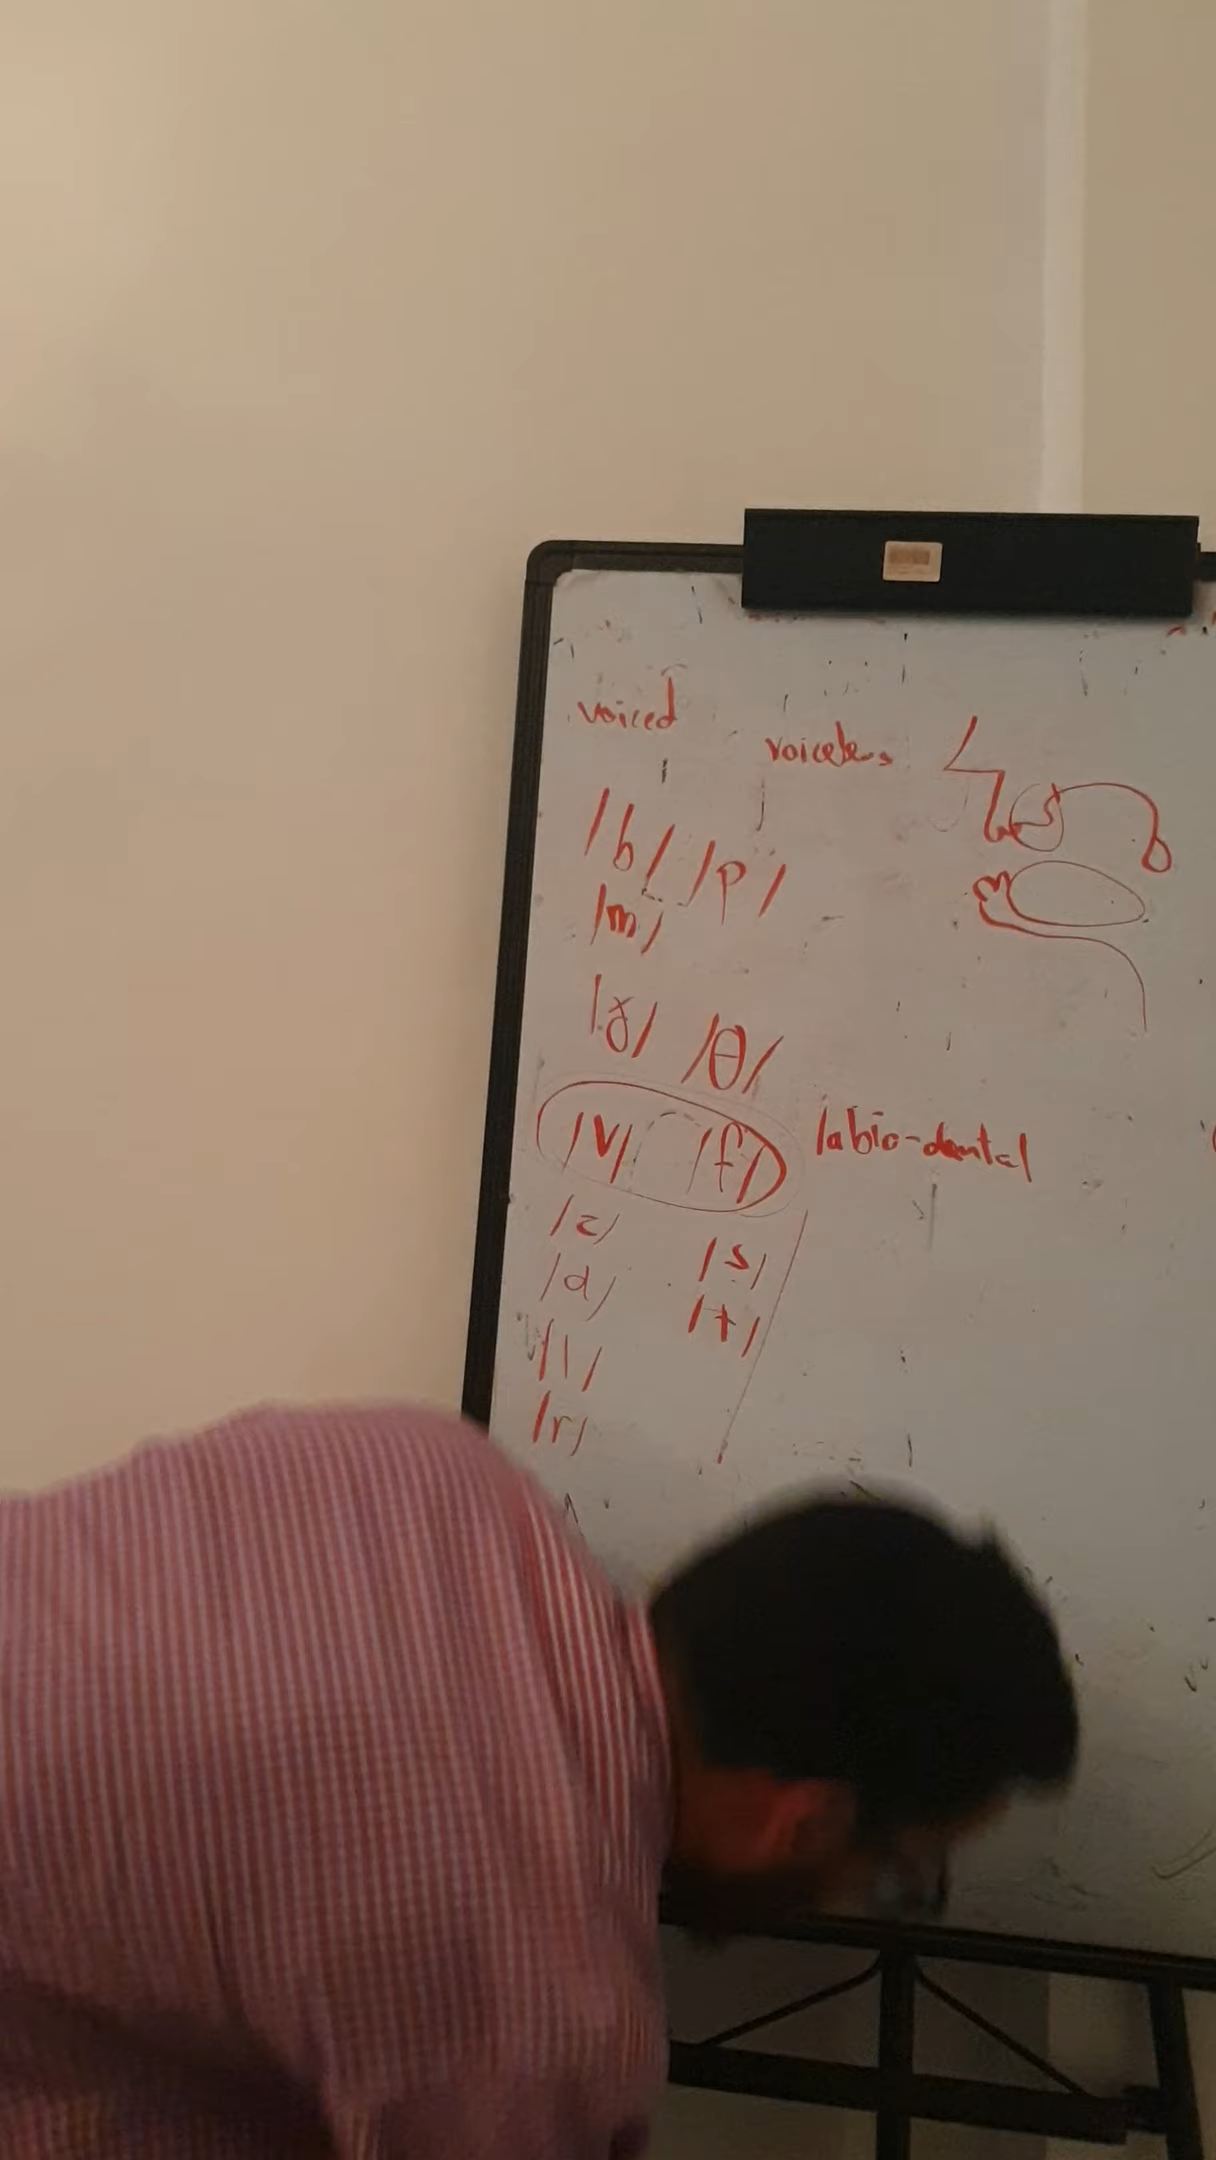 voiced voiceless
/b/ /p/
/m/
/ð/ /θ/
/v/ /f/ labio-dental
/z/ /s/
/d/ /t/
/l/
/r/